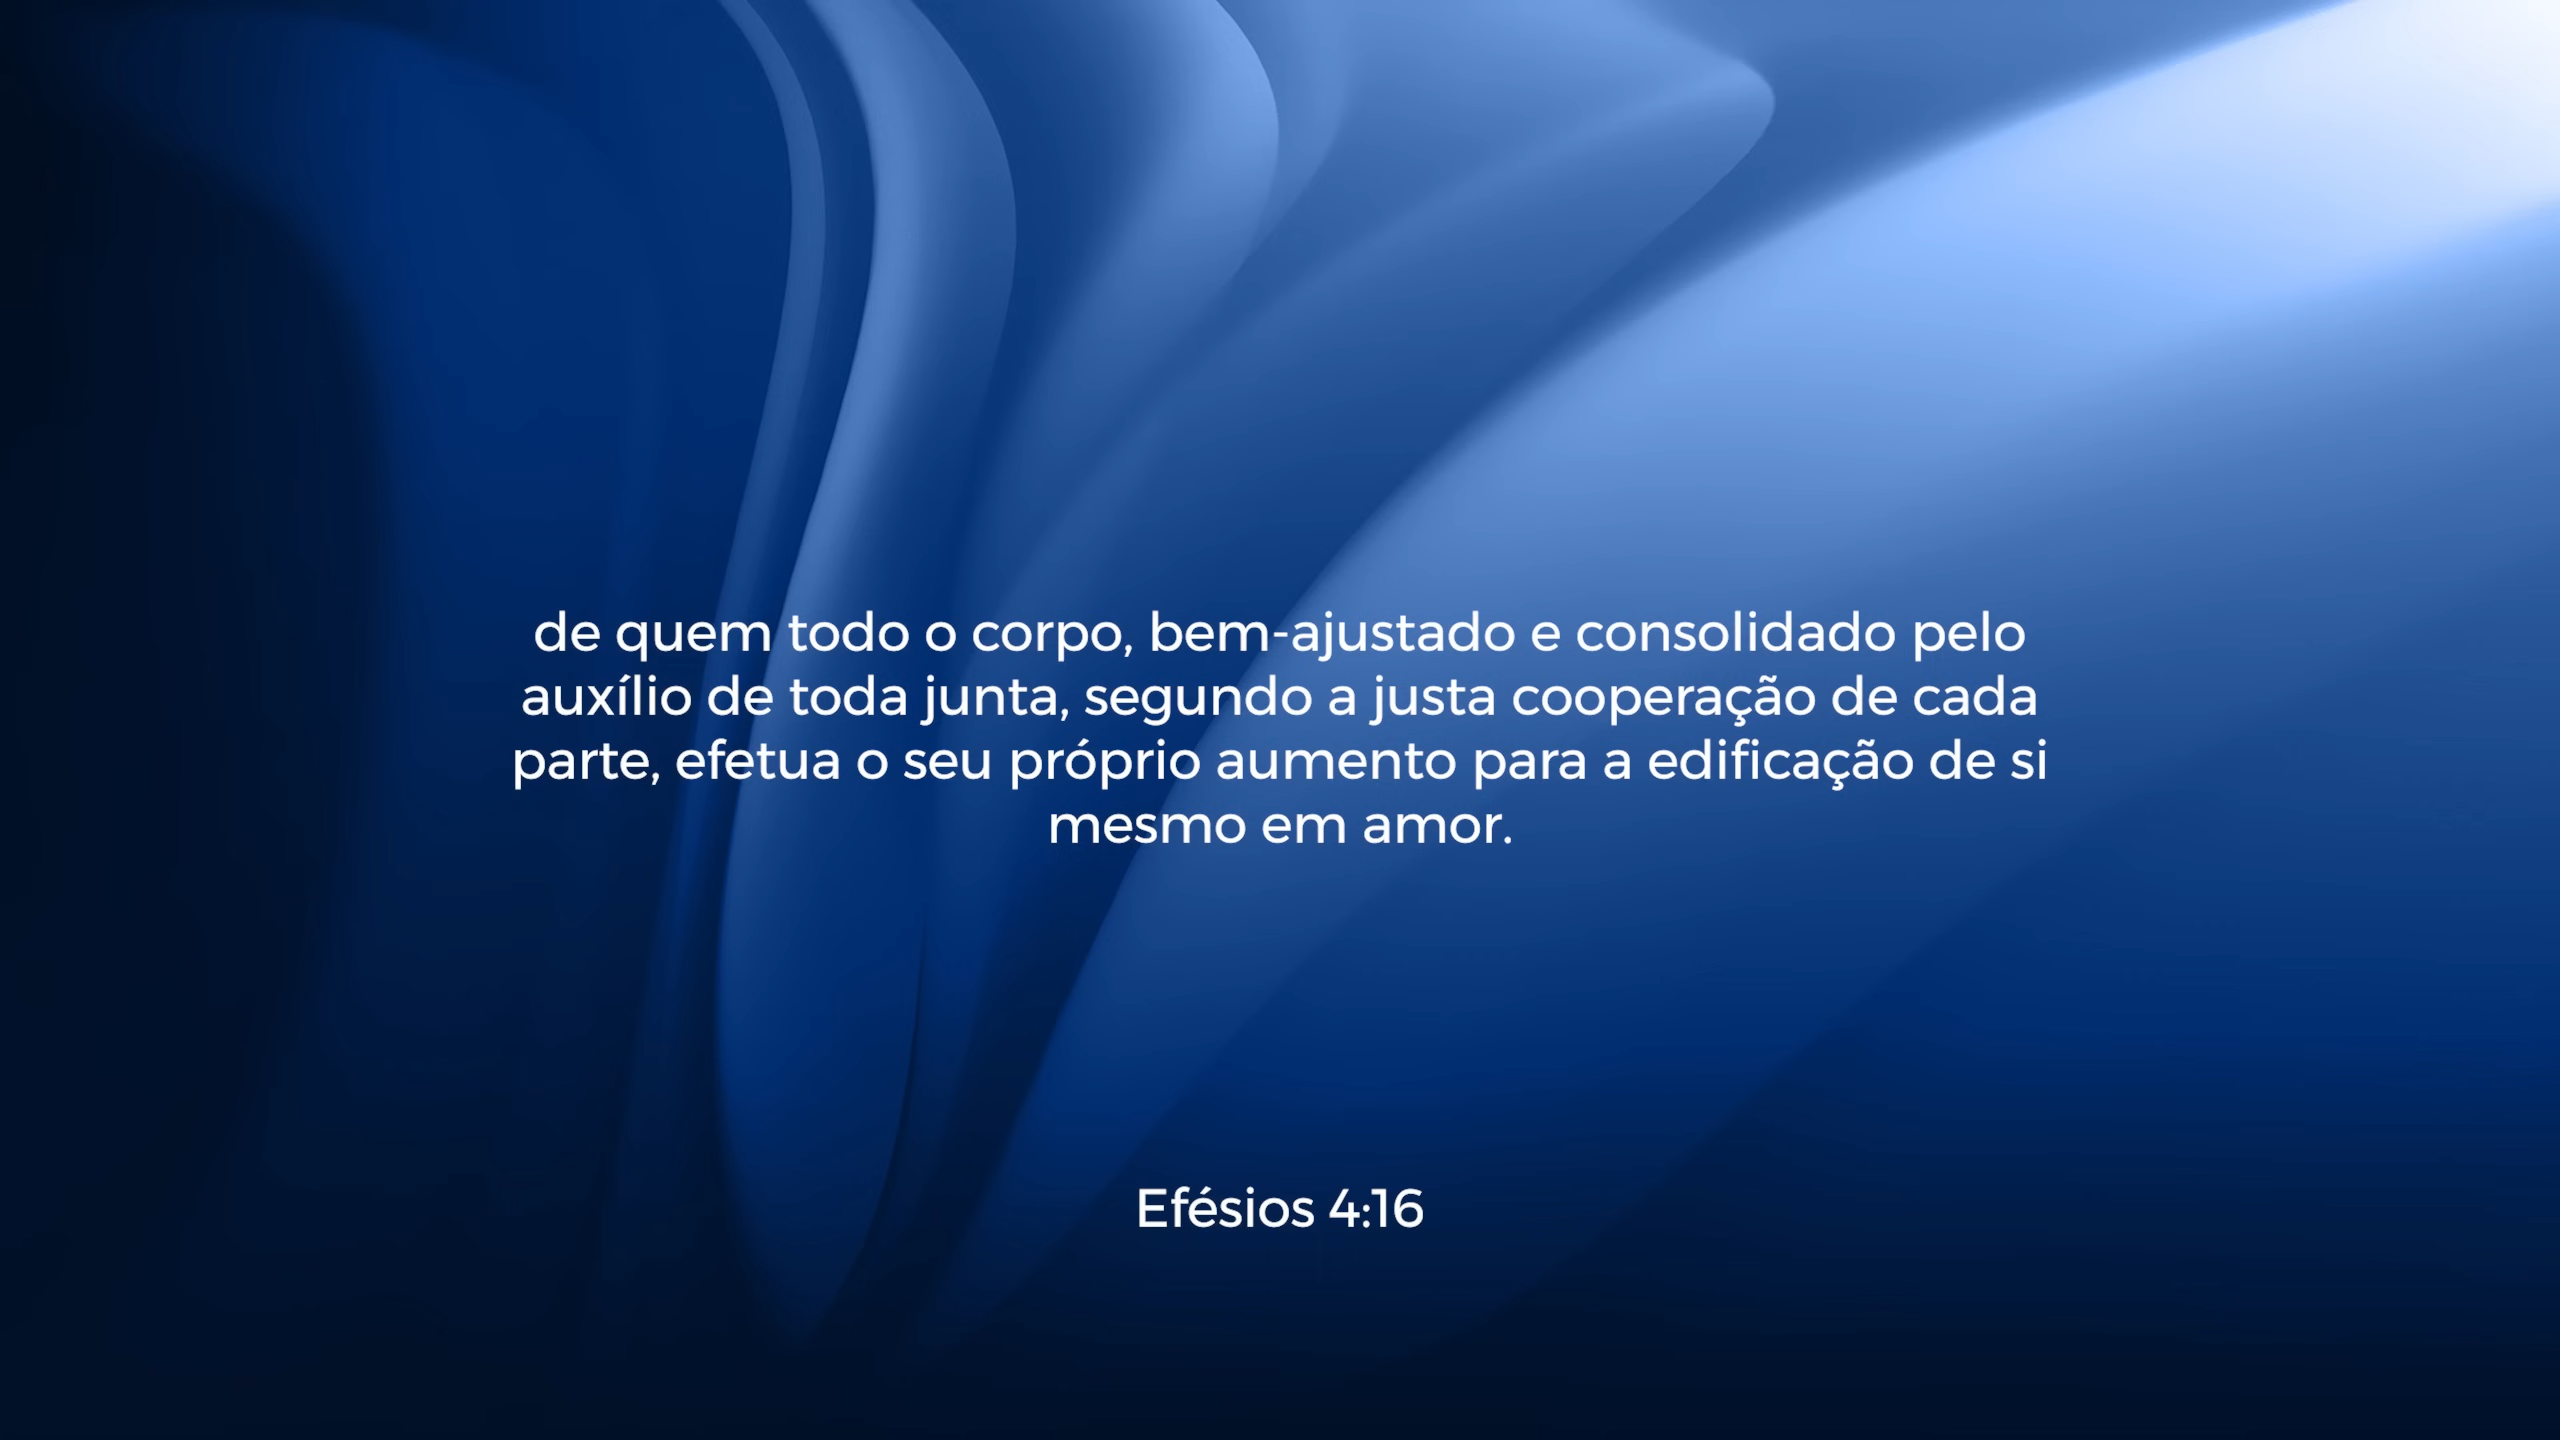 de quem todo o corpo, bem-ajustado e consolidado pelo
auxílio de toda junta, segundo a justa cooperação de cada
parte, efetua o seu próprio aumento para a edificação de si
mesmo em amor.
Efésios 4:16